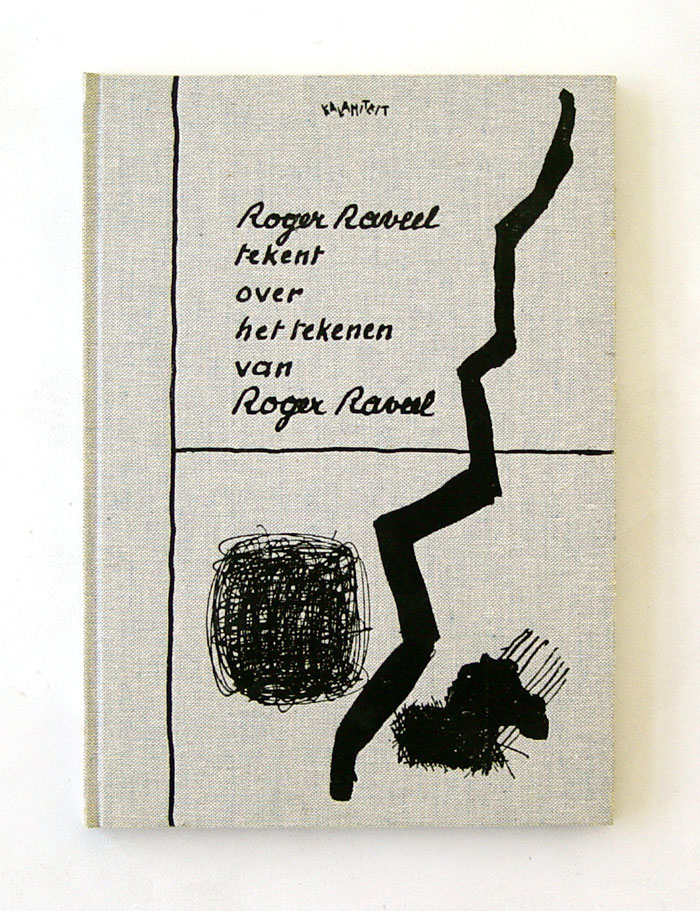 KALAMITEIT
Roger Raveel
tekent
over
het tekenen
van
Roger Raveel